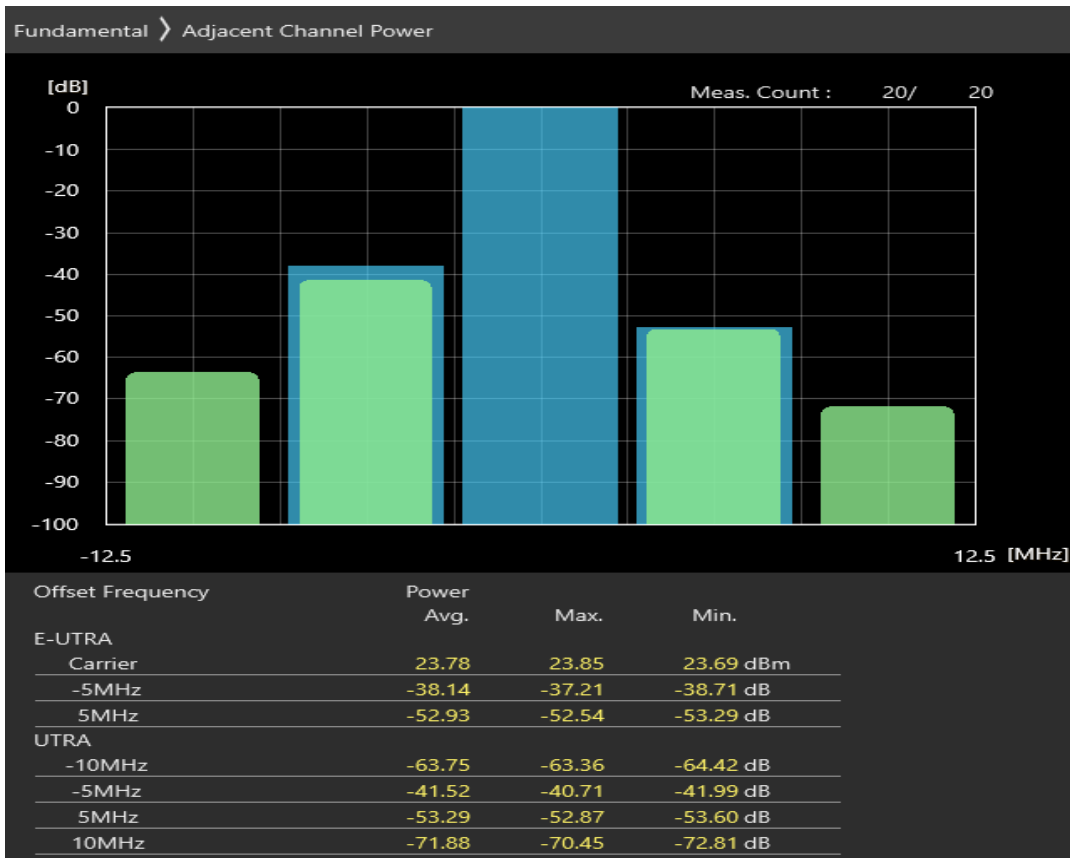 Fundamental 〉 Adjacent Channel Power
[dB]
Meas. Count : 20/ 20
0
-10
-20
-30
-40
-50
-60
-70
-80
-90
-100
-12.5 12.5 [MHz]
Offset Frequency Power
Avg. Max. Min.
E-UTRA
Carrier 23.78 23.85 23.69 dBm
-5MHz -38.14 -37.21 -38.71 dB
5MHz -52.93 -52.54 -53.29 dB
UTRA
-10MHz -63.75 -63.36 -64.42 dB
-5MHz -41.52 -40.71 -41.99 dB
5MHz -53.29 -52.87 -53.60 dB
10MHz -71.88 -70.45 -72.81 dB